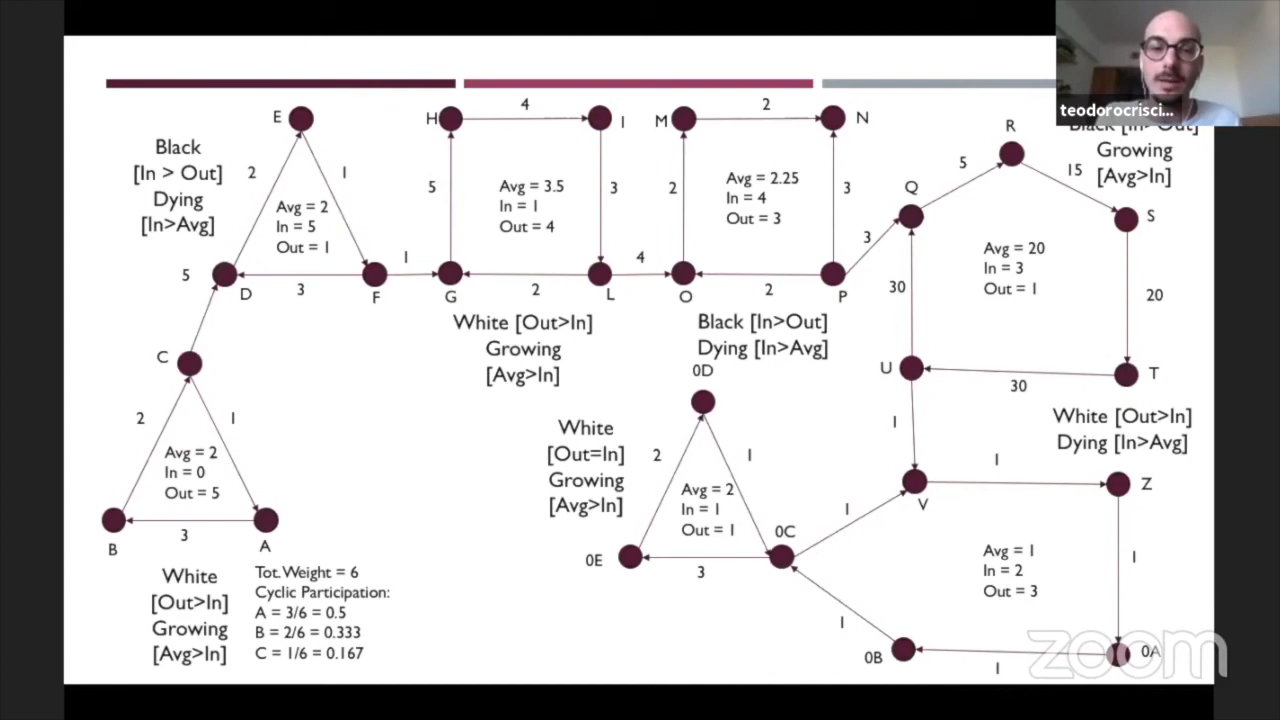 teodorocrisci...
E
H
4
I
M
2
N
R
Black
[In > Out]
Dying
[In>Avg]
2
1
Avg = 2
In = 5
Out = 1
5
Avg = 3.5
In = 1
Out = 4
3
2
Avg = 2.25
In = 4
Out = 3
3
Q
5
15
Black [In> Out]
Growing
[Avg>In]
S
3
Avg = 20
In = 3
Out = 1
30
20
5
D
3
F
1
G
2
L
4
O
2
P
White [Out>In]
Growing
[Avg>In]
Black [In>Out]
Dying [In>Avg]
U
30
T
C
2
1
Avg = 2
In = 0
Out = 5
B
3
A
White
[Out>In]
Growing
[Avg>In]
Tot. Weight = 6
Cyclic Participation:
A = 3/6 = 0.5
B = 2/6 = 0.333
C = 1/6 = 0.167
0D
White
[Out=In]
Growing
[Avg>In]
2
1
Avg = 2
In = 1
Out = 1
0E
3
0C
1
White [Out>In]
Dying [In>Avg]
1
V
1
Z
Avg = 1
In = 2
Out = 3
1
1
0B
1
0A
zoom